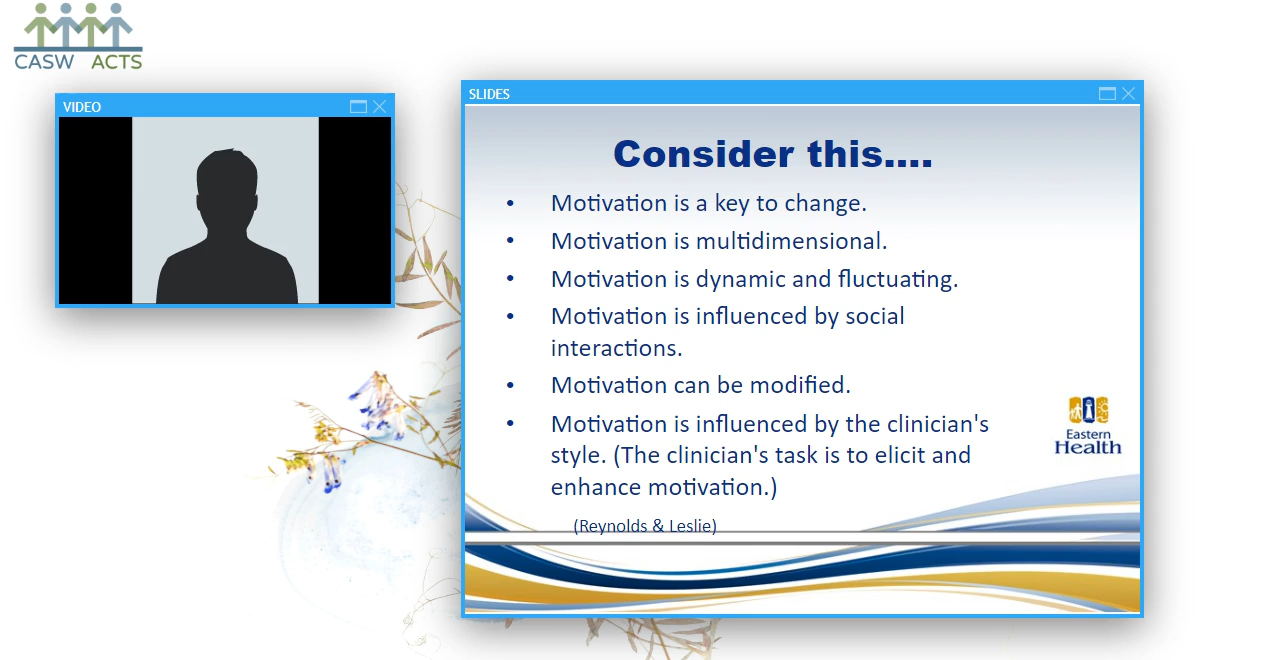 CASW ACTS
VIDEO
SLIDES
Consider this....
• Motivation is a key to change.
• Motivation is multidimensional.
• Motivation is dynamic and fluctuating.
• Motivation is influenced by social
interactions.
• Motivation can be modified.
• Motivation is influenced by the clinician's
style. (The clinician's task is to elicit and
enhance motivation.)
(Reynolds & Leslie)
Eastern
Health